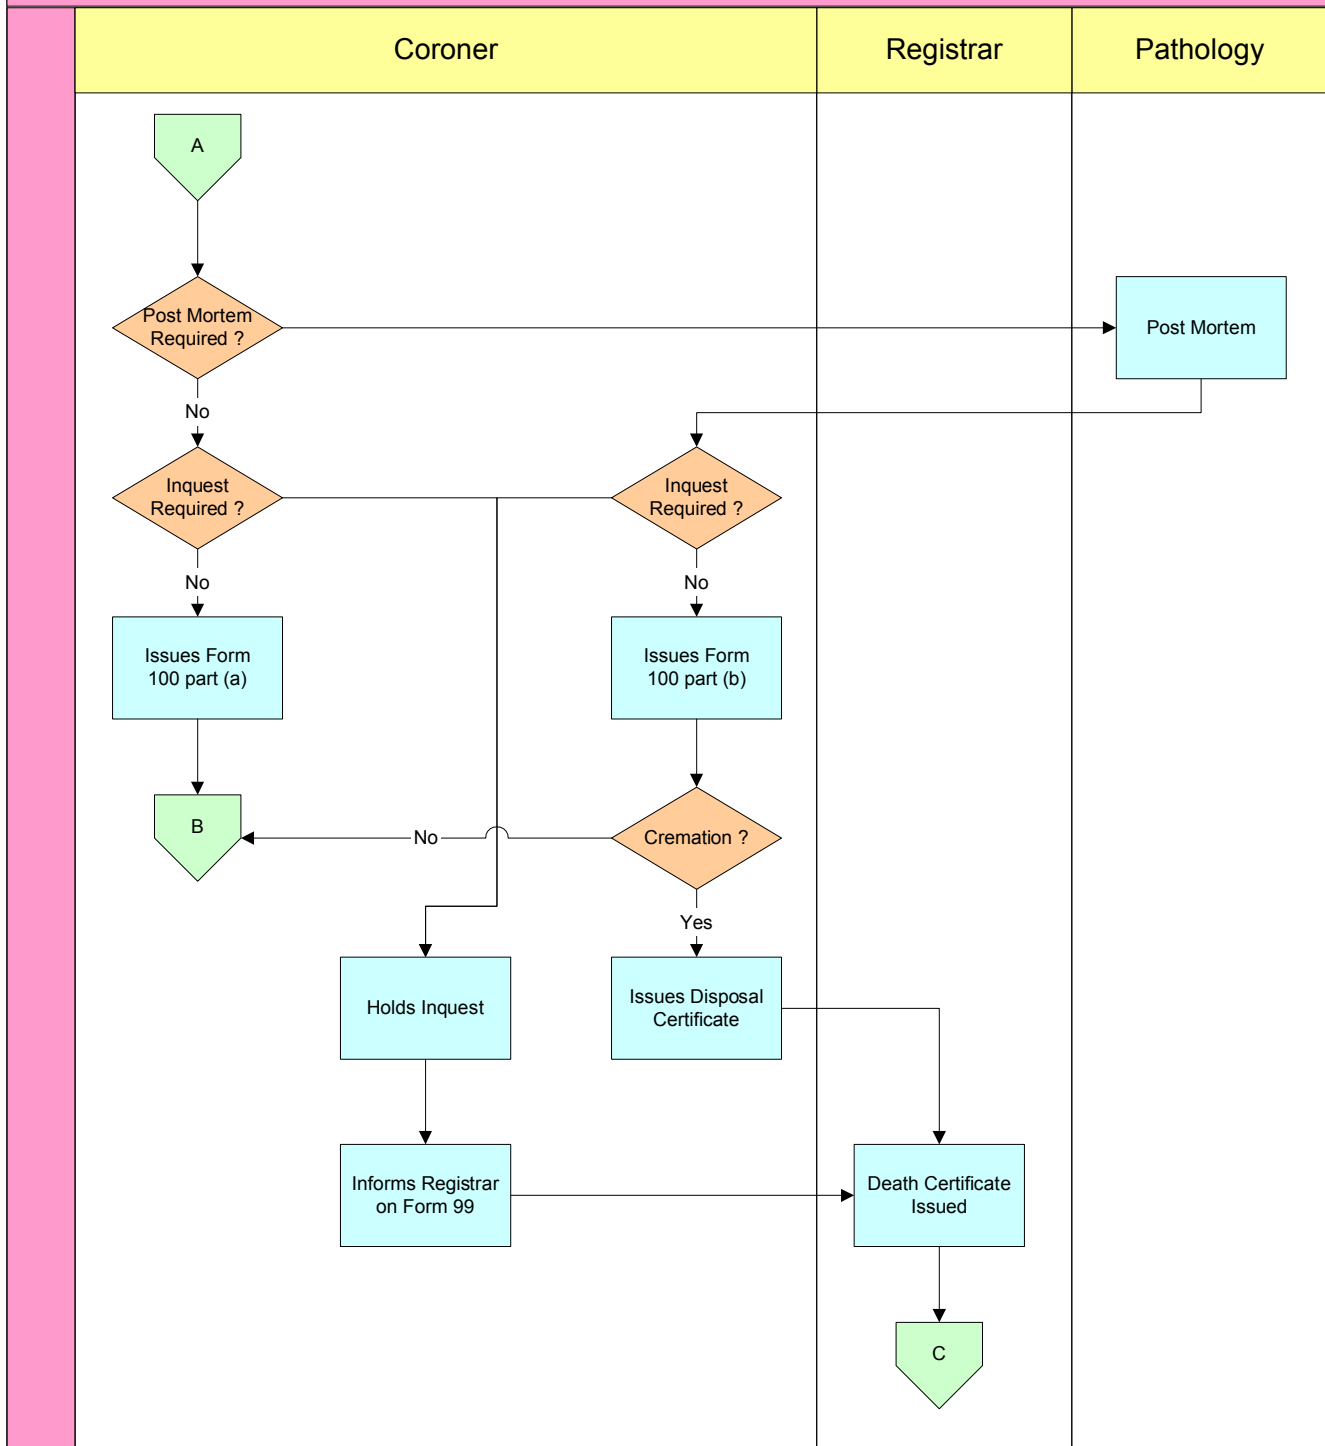 Coroner
Registrar
Pathology
A
Post Mortem
Required ?
Post Mortem
No
Inquest
Required ?
Inquest
Required ?
No
No
Issues Form
100 part (a)
Issues Form
100 part (b)
B
No
Cremation ?
Yes
Holds Inquest
Issues Disposal
Certificate
Informs Registrar
on Form 99
Death Certificate
Issued
C